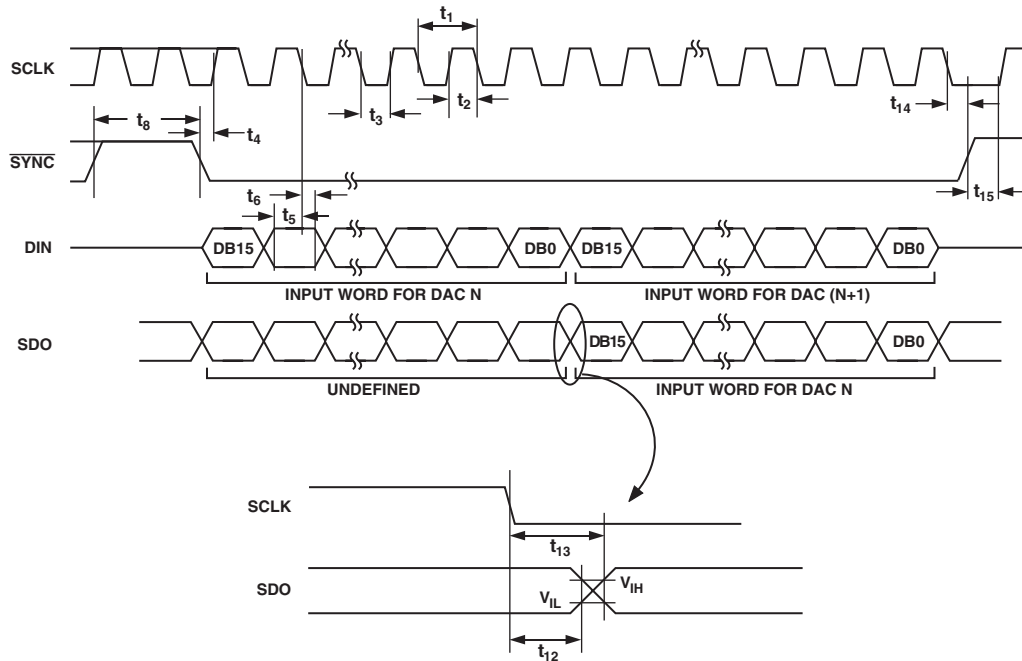 t1
SCLK
t3
t2
t14
t8
t4
SYNC
t6
t5
t15
DIN
DB15
DB0
DB15
DB0
INPUT WORD FOR DAC N
INPUT WORD FOR DAC (N+1)
SDO
DB15
DB0
UNDEFINED
INPUT WORD FOR DAC N
SCLK
t13
SDO
VIH
VIL
t12